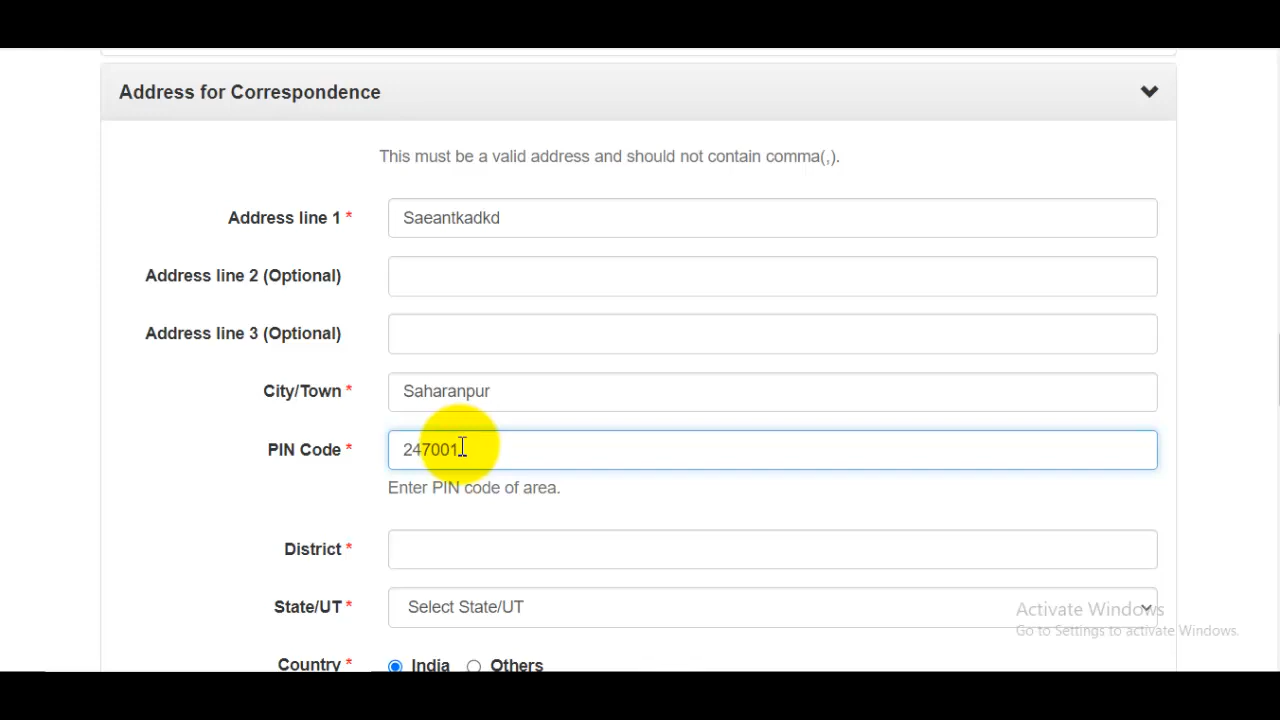 Address for Correspondence
This must be a valid address and should not contain comma(,).
Address line 1 *
Saeantkadkd
Address line 2 (Optional)
Address line 3 (Optional)
City/Town *
Saharanpur
PIN Code *
247001
Enter PIN code of area.
District *
State/UT *
Select State/UT
Activate Windows
Go to Settings to activate Windows.
Country *
India
Others